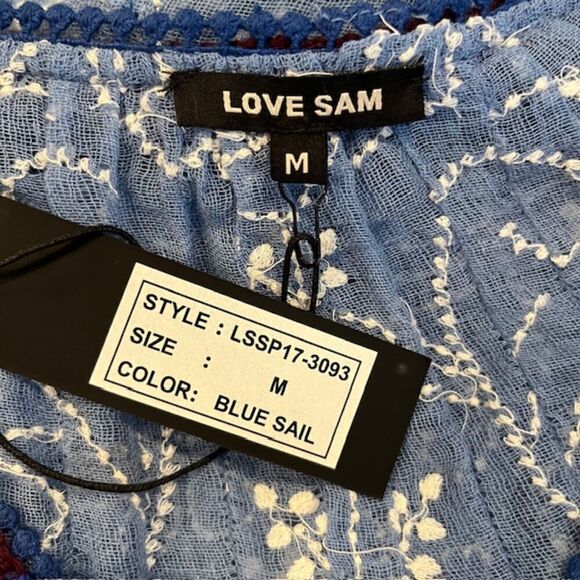 LOVE SAM
M
STYLE : LSSP17-3093
SIZE : M
COLOR: BLUE SAIL